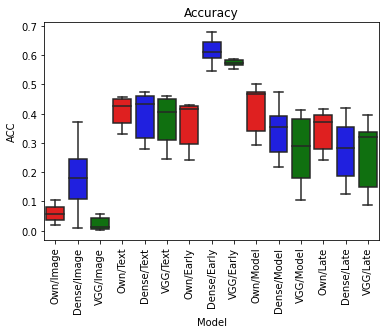 Accuracy
ACC
0.7
0.6
0.5
0.4
0.3
0.2
0.1
0.0
Own/Image
Dense/Image
VGG/Image
Own/Text
Dense/Text
VGG/Text
Own/Early
Dense/Early
VGG/Early
Own/Model
Dense/Model
VGG/Model
Own/Late
Dense/Late
VGG/Late
Model